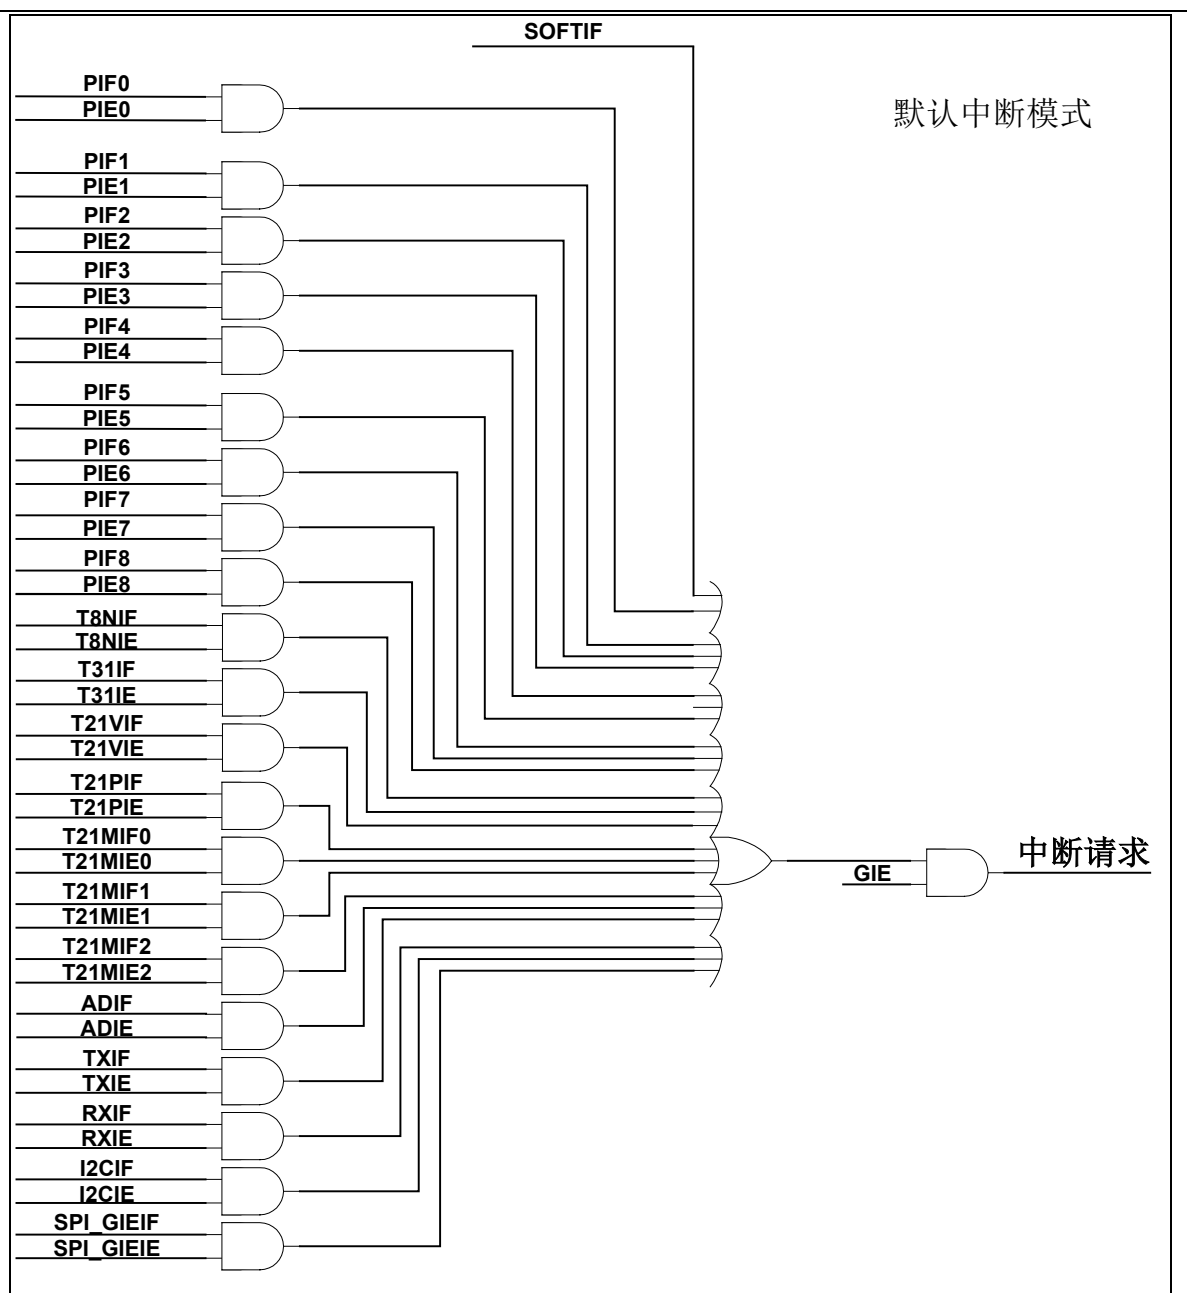 SOFTIF
PIF0
PIE0
默认中断模式
PIF1
PIE1
PIF2
PIE2
PIF3
PIE3
PIF4
PIE4
PIF5
PIE5
PIF6
PIE6
PIF7
PIE7
PIF8
PIE8
T8NIF
T8NIE
T31IF
T31IE
T21VIF
T21VIE
T21PIF
T21PIE
T21MIF0
T21MIE0
中断请求
GIE
T21MIF1
T21MIE1
T21MIF2
T21MIE2
ADIF
ADIE
TXIF
TXIE
RXIF
RXIE
I2CIF
I2CIE
SPI_GIEIF
SPI_GIEIE